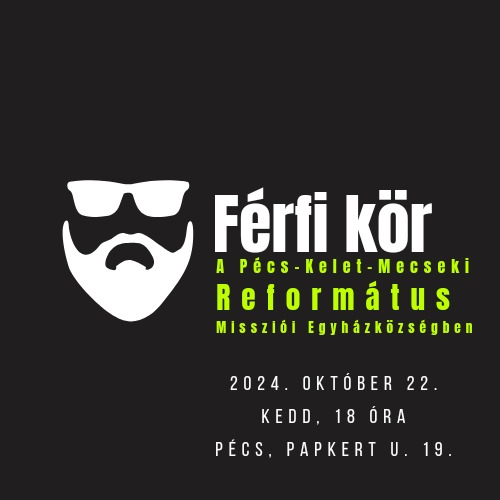 Férfi kör
A Pécs-Kelet-Mecseki
Református
Missziói Egyházközségben
2024. OKTÓBER 22.
KEDD, 18 ÓRA
PÉCS, PAPKERT U. 19.